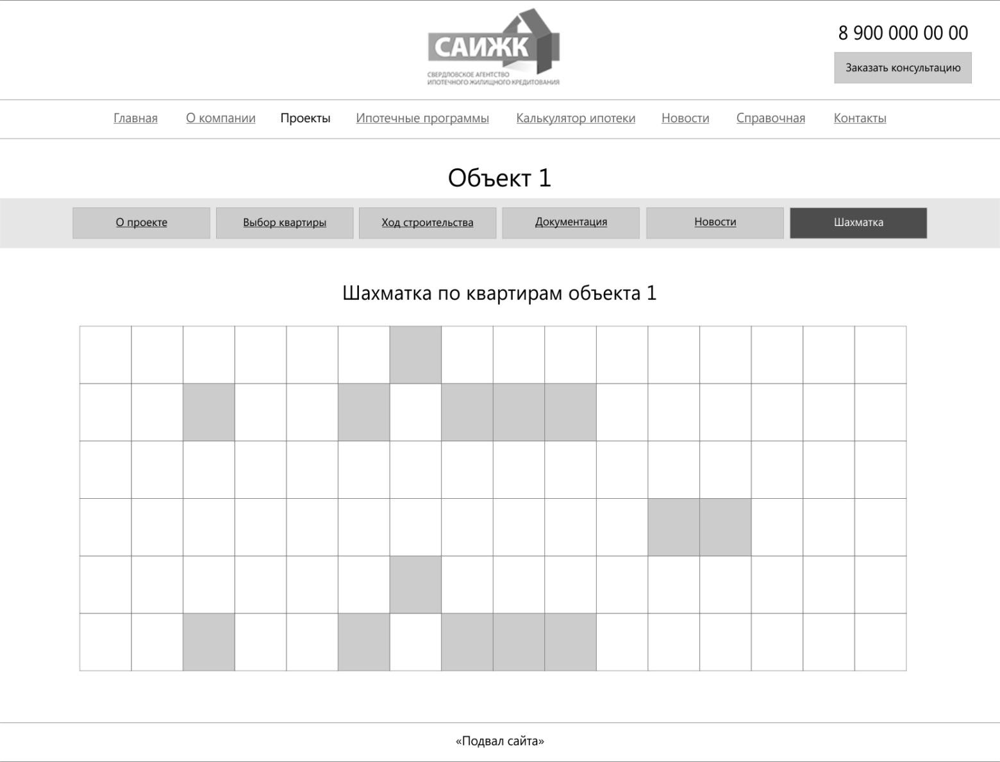 САИЖК
СВЕРДЛОВСКОЕ АГЕНТСТВО
ИПОТЕЧНОГО ЖИЛИЩНОГО КРЕДИТОВАНИЯ
8 900 000 00 00
Заказать консультацию
Главная О компании Проекты Ипотечные программы Калькулятор ипотеки Новости Справочная Контакты
Объект 1
О проекте Выбор квартиры Ход строительства Документация Новости Шахматка
Шахматка по квартирам объекта 1
«Подвал сайта»